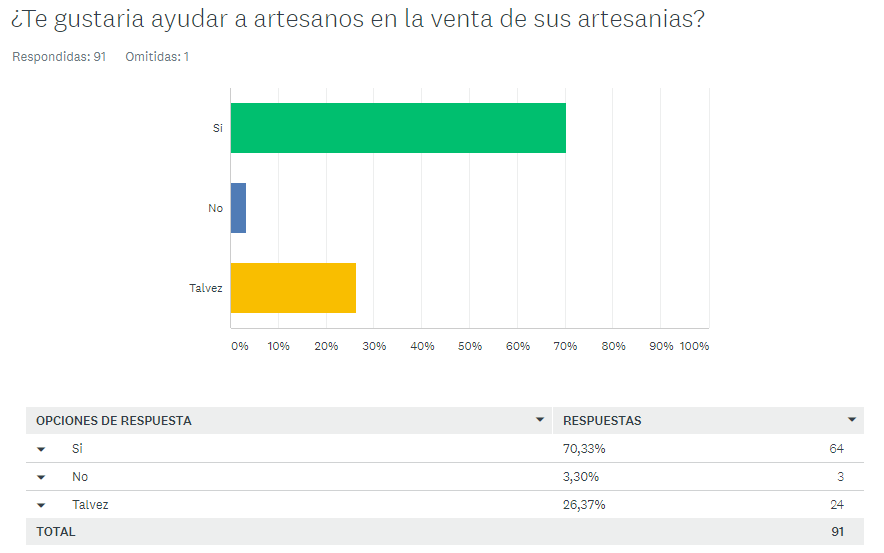 ¿Te gustaria ayudar a artesanos en la venta de sus artesanias?
Respondidas: 91 Omitidas: 1
Si
No
Talvez
0% 10% 20% 30% 40% 50% 60% 70% 80% 90% 100%
OPCIONES DE RESPUESTA RESPUESTAS
Si 70,33% 64
No 3,30% 3
Talvez 26,37% 24
TOTAL 91